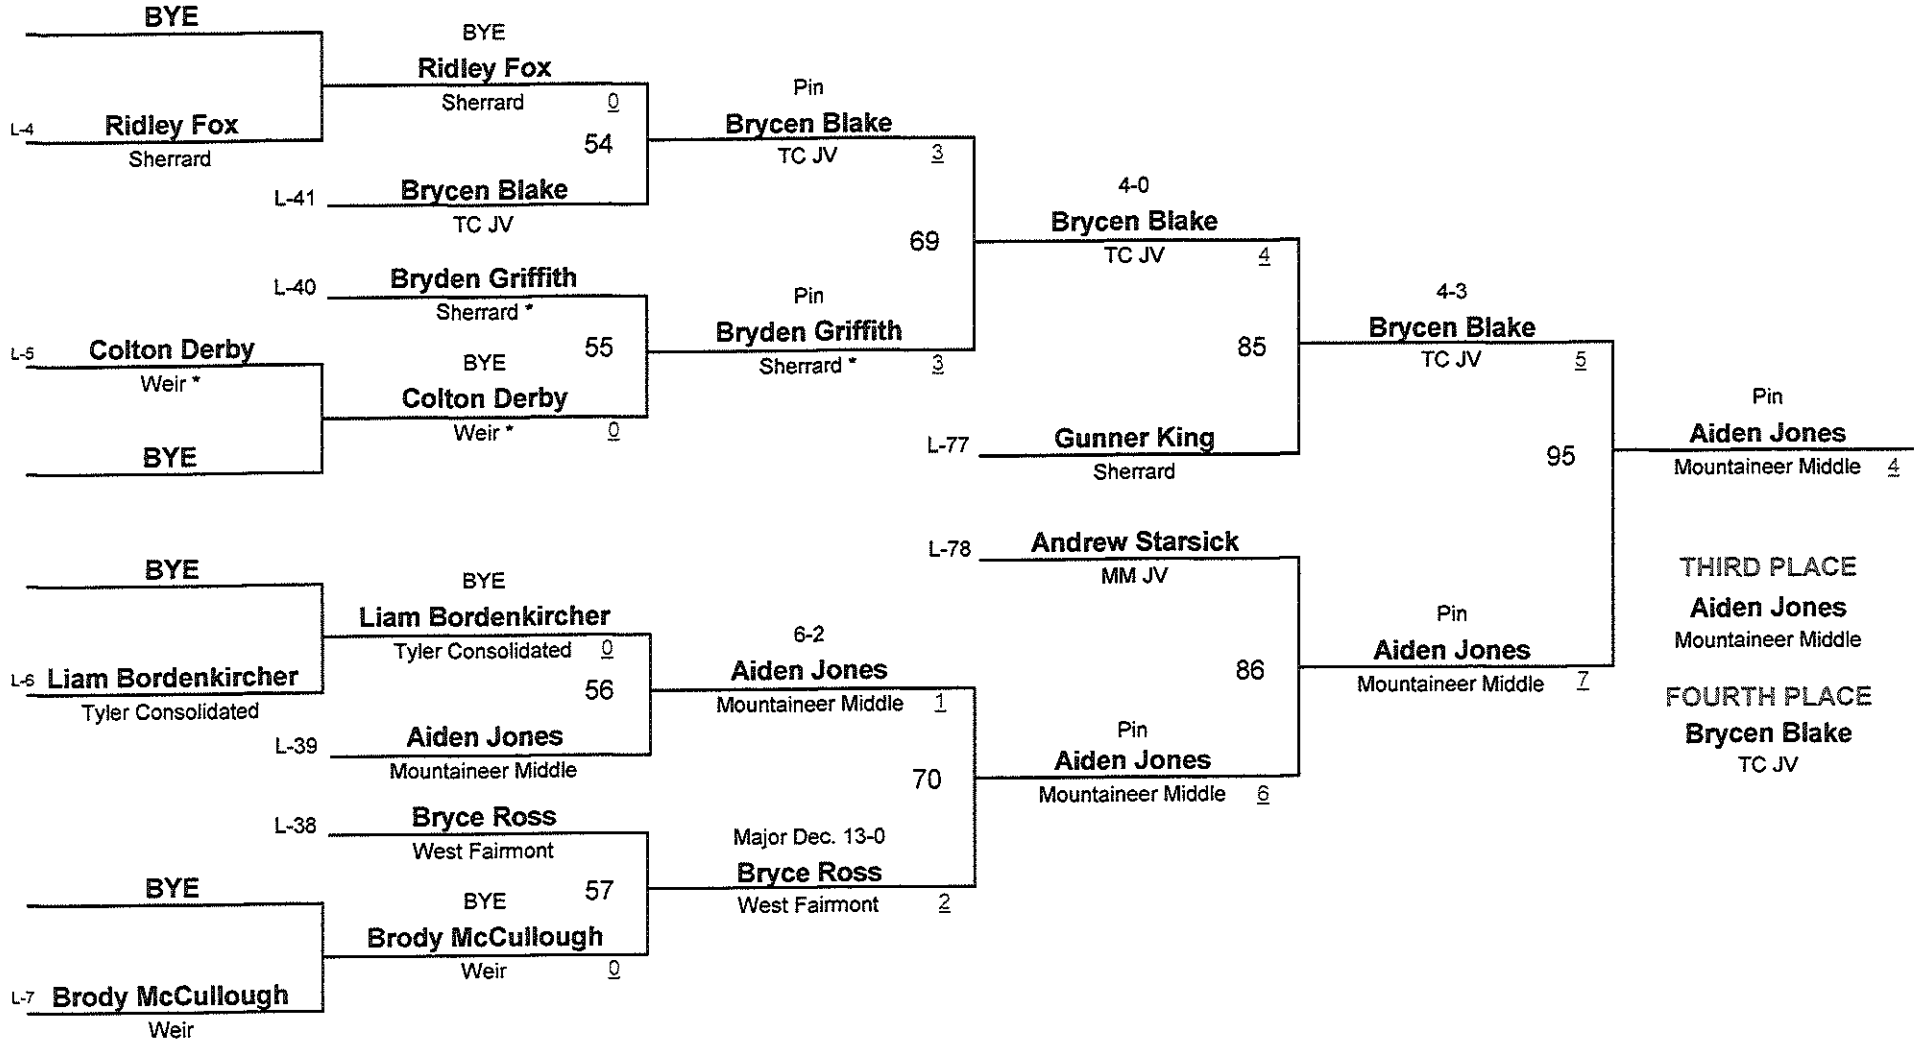 BYE
L-4 Ridley Fox
Sherrard
BYE
Ridley Fox
Sherrard 0
54
L-41 Brycen Blake
TC JV
Pin
Brycen Blake
TC JV 3
L-40 Bryden Griffith
Sherrard *
55
L-5 Colton Derby
Weir *
BYE
BYE
Colton Derby
Weir * 0
Pin
Bryden Griffith
Sherrard * 3
69
4-0
Brycen Blake
TC JV 4
85
L-77 Gunner King
Sherrard
4-3
Brycen Blake
TC JV 5
95
Pin
Aiden Jones
Mountaineer Middle 4
BYE
L-6 Liam Bordenkircher
Tyler Consolidated
BYE
Liam Bordenkircher
Tyler Consolidated 0
56
L-39 Aiden Jones
Mountaineer Middle
6-2
Aiden Jones
Mountaineer Middle 1
70
L-38 Bryce Ross
West Fairmont
57
BYE
L-7 Brody McCullough
Weir
BYE
Brody McCullough
Weir 0
Major Dec. 13-0
Bryce Ross
West Fairmont 2
L-78 Andrew Starsick
MM JV
86
Pin
Aiden Jones
Mountaineer Middle 6
Pin
Aiden Jones
Mountaineer Middle 7
THIRD PLACE
Aiden Jones
Mountaineer Middle
FOURTH PLACE
Brycen Blake
TC JV